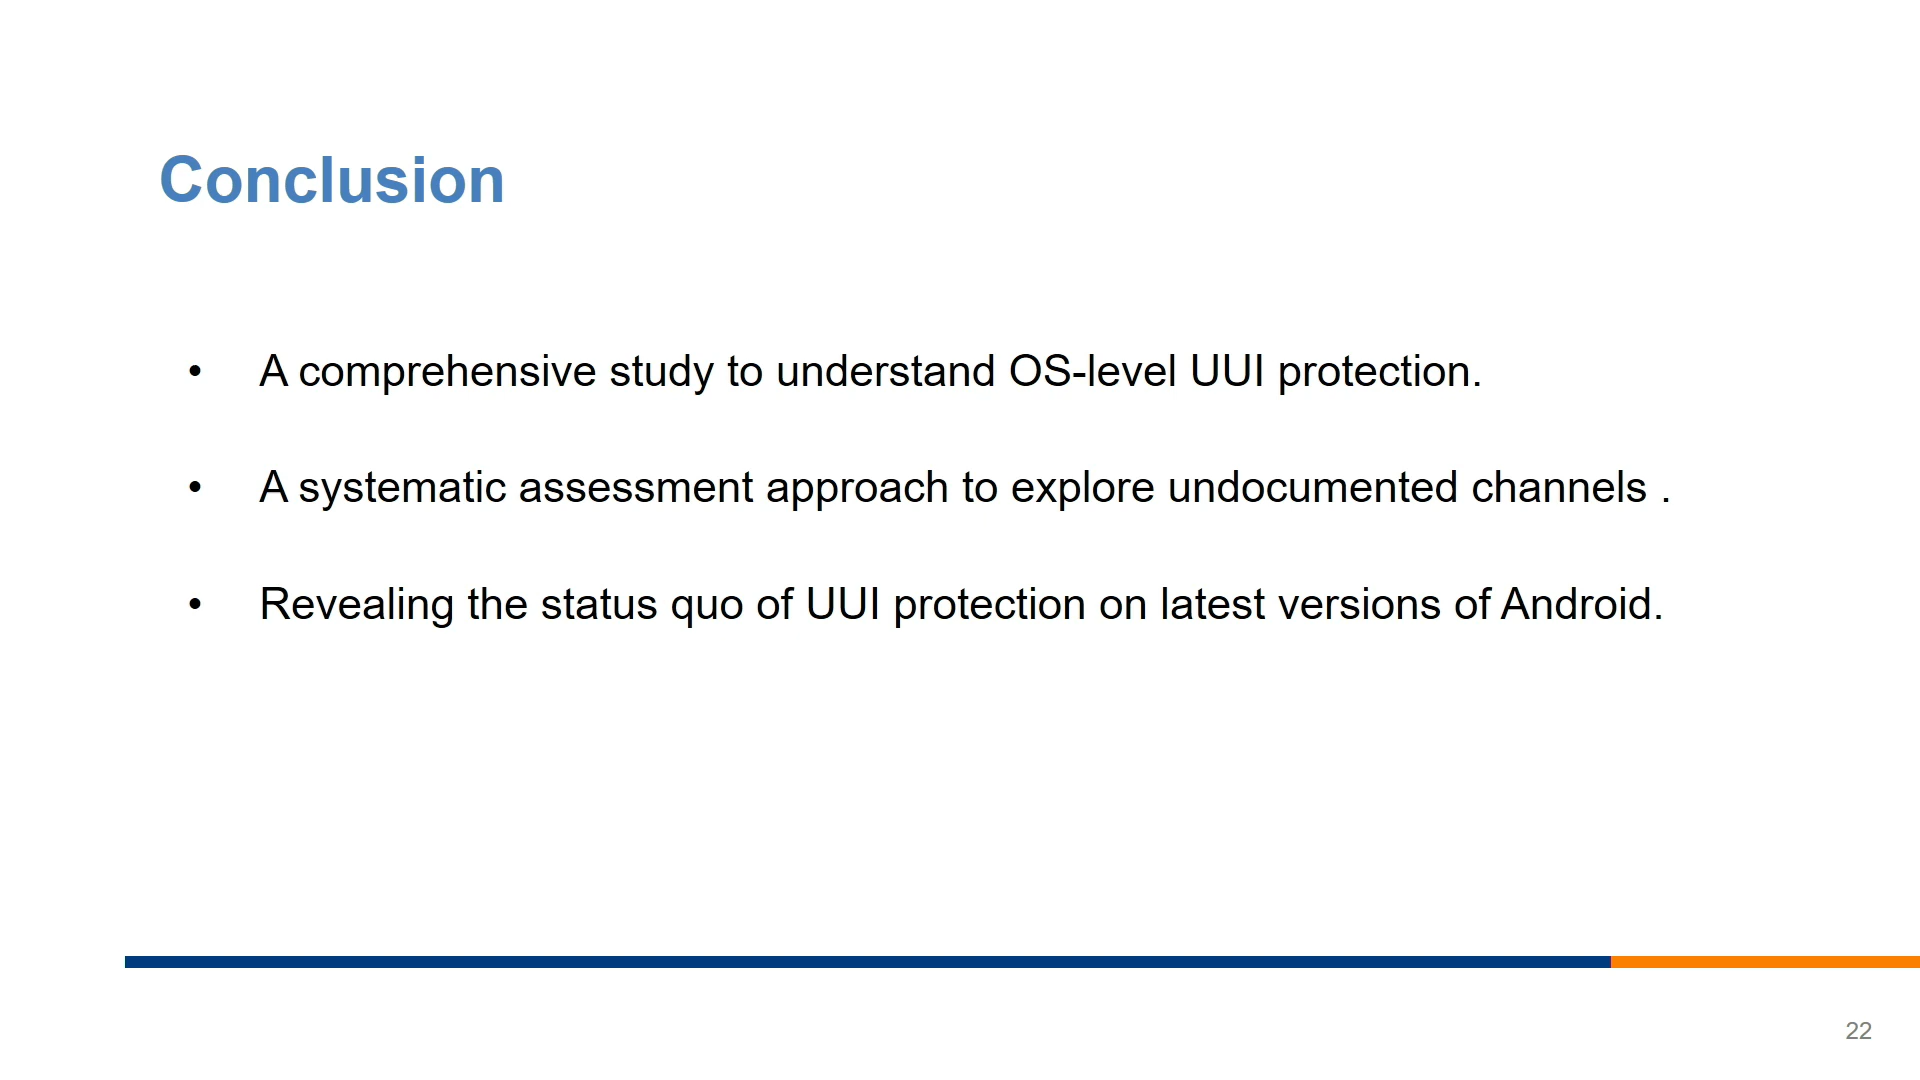 Conclusion
• A comprehensive study to understand OS-level UUI protection.
• A systematic assessment approach to explore undocumented channels .
• Revealing the status quo of UUI protection on latest versions of Android.
22